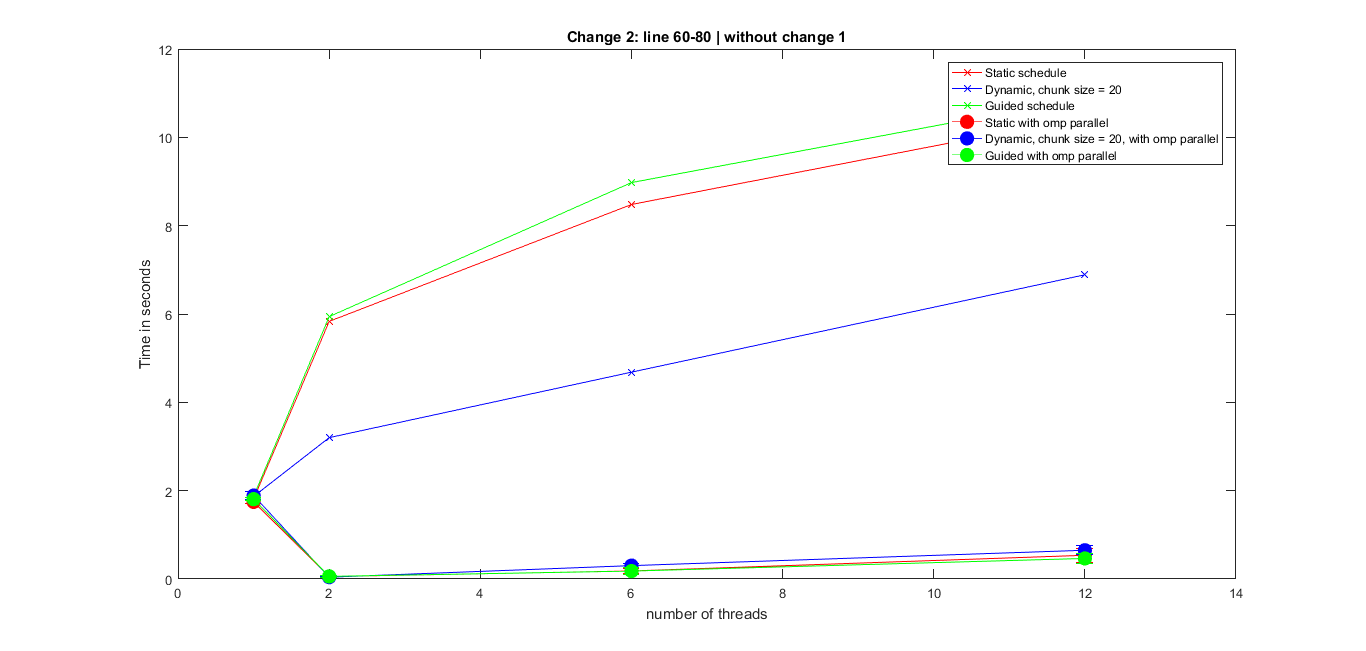 Change 2: line 60-80 | without change 1
12
10
8
6
4
2
0
Time in seconds
Static schedule
Dynamic, chunk size = 20
Guided schedule
Static with omp parallel
Dynamic, chunk size = 20, with omp parallel
Guided with omp parallel
0
2
4
6
8
10
12
14
number of threads